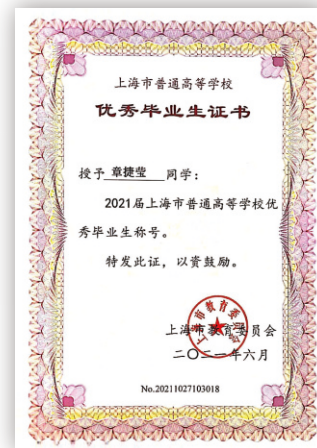 上海市普通高等学校
优秀毕业生证书
授予 章捷莹 同学：
2021届上海市普通高等学校优
秀毕业生称号。
特发此证，以资鼓励。
上海市教育委员会
二〇二一年六月
No.20211027103018